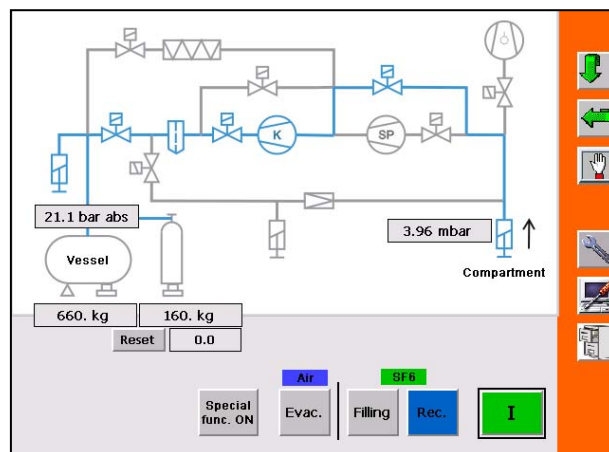 K
SP
21.1 bar abs
3.96 mbar
Vessel
Compartment
660. kg
160. kg
Reset
0.0
Air
SF6
Special
func. ON
Evac.
Filling
Rec.
I